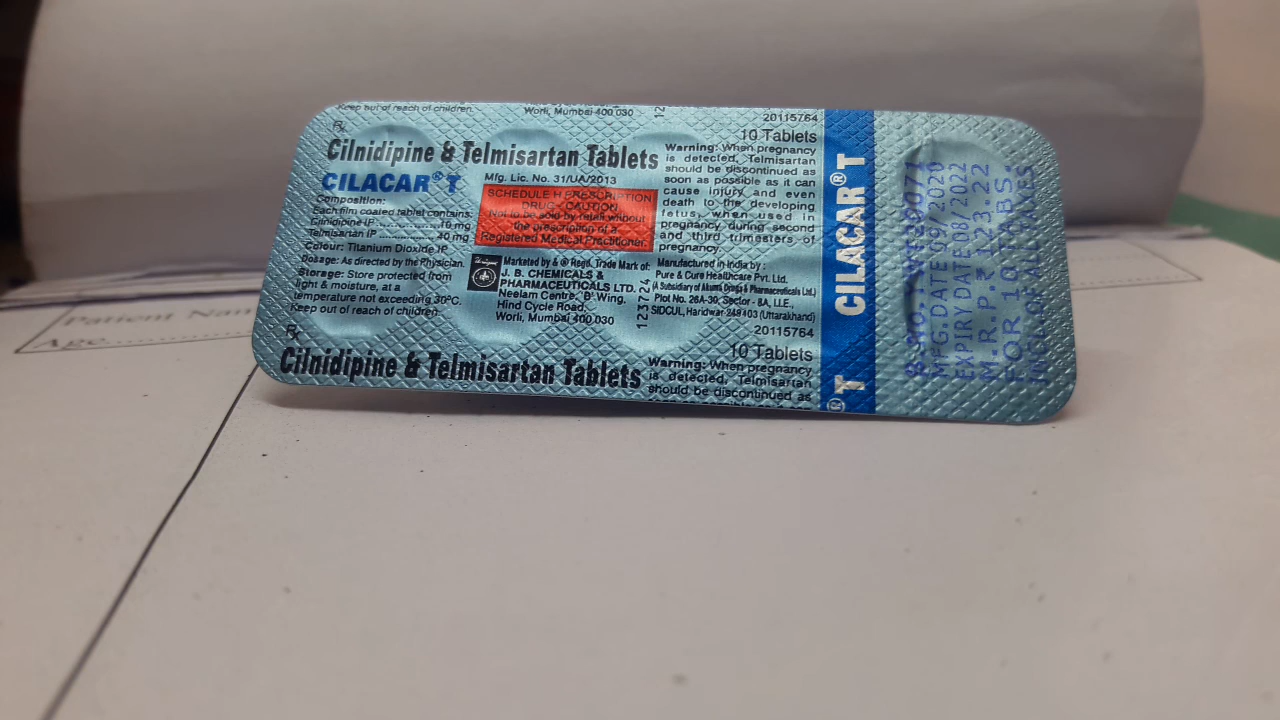 Keep out of reach of children.
Worli, Mumbai 400 030
20115764
Rx
10 Tablets
Cilnidipine & Telmisartan Tablets
CILACAR® T
Composition:
Each film coated tablet contains:
Cilnidipine IP 10 mg
Telmisartan IP 40 mg
Colour: Titanium Dioxide IP
Dosage: As directed by the Physician.
Storage: Store protected from
light & moisture, at a
temperature not exceeding 30°C.
Keep out of reach of children.
Mfg. Lic. No. 31/UA/2013
SCHEDULE H PRESCRIPTION
DRUG - CAUTION
Not to be sold by retail without
the prescription of a
Registered Medical Practitioner.
Marketed by & ® Regd. Trade Mark of:
J. B. CHEMICALS &
PHARMACEUTICALS LTD.
Neelam Centre, 'B' Wing,
Hind Cycle Road,
Worli, Mumbai 400 030
123724
Warning: When pregnancy
is detected, Telmisartan
should be discontinued as
soon as possible as it can
cause injury and even
death to the developing
fetus, when used in
pregnancy during second
and third trimesters of
pregnancy.
Manufactured in India by :
Pure & Cure Healthcare Pvt. Ltd.
(A Subsidiary of Akums Drugs & Pharmaceuticals Ltd.)
Plot No. 26A-30, Sector - 8A, I.I.E.,
SIDCUL, Haridwar-249403 (Uttarakhand)
20115764
Rx
10 Tablets
Cilnidipine & Telmisartan Tablets
Warning: When pregnancy
is detected, Telmisartan
should be discontinued as
CILACAR® T
® T
B.NO.
MFG.DATE 09/2020
EXPIRY DATE 08/2022
M.R.P.₹ 123.22
FOR 10 TABS.
INCL.OF TAXES
Patient Nam
Age